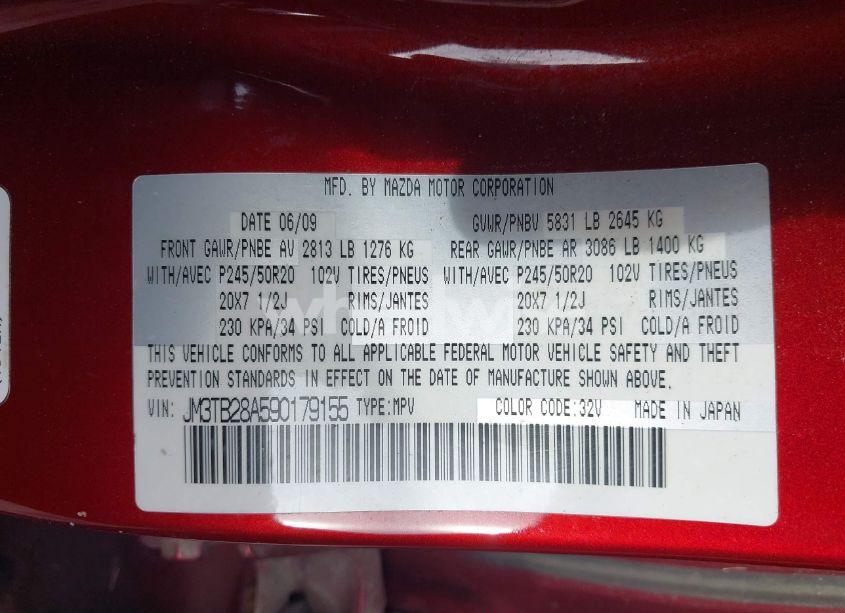 MFD. BY MAZDA MOTOR CORPORATION
DATE 06/09 GVWR/PNBV 5831 LB 2645 KG
FRONT GAWR/PNBE AV 2813 LB 1276 KG REAR GAWR/PNBE AR 3086 LB 1400 KG
WITH/AVEC P245/50R20 102V TIRES/PNEUS WITH/AVEC P245/50R20 102V TIRES/PNEUS
20X7 1/2J RIMS/JANTES 20X7 1/2J RIMS/JANTES
230 KPA/34 PSI COLD/A FROID 230 KPA/34 PSI COLD/A FROID
THIS VEHICLE CONFORMS TO ALL APPLICABLE FEDERAL MOTOR VEHICLE SAFETY AND THEFT
PREVENTION STANDARDS IN EFFECT ON THE DATE OF MANUFACTURE SHOWN ABOVE.
VIN: JM3TB28A590179155 TYPE:MPV COLOR CODE:32V MADE IN JAPAN